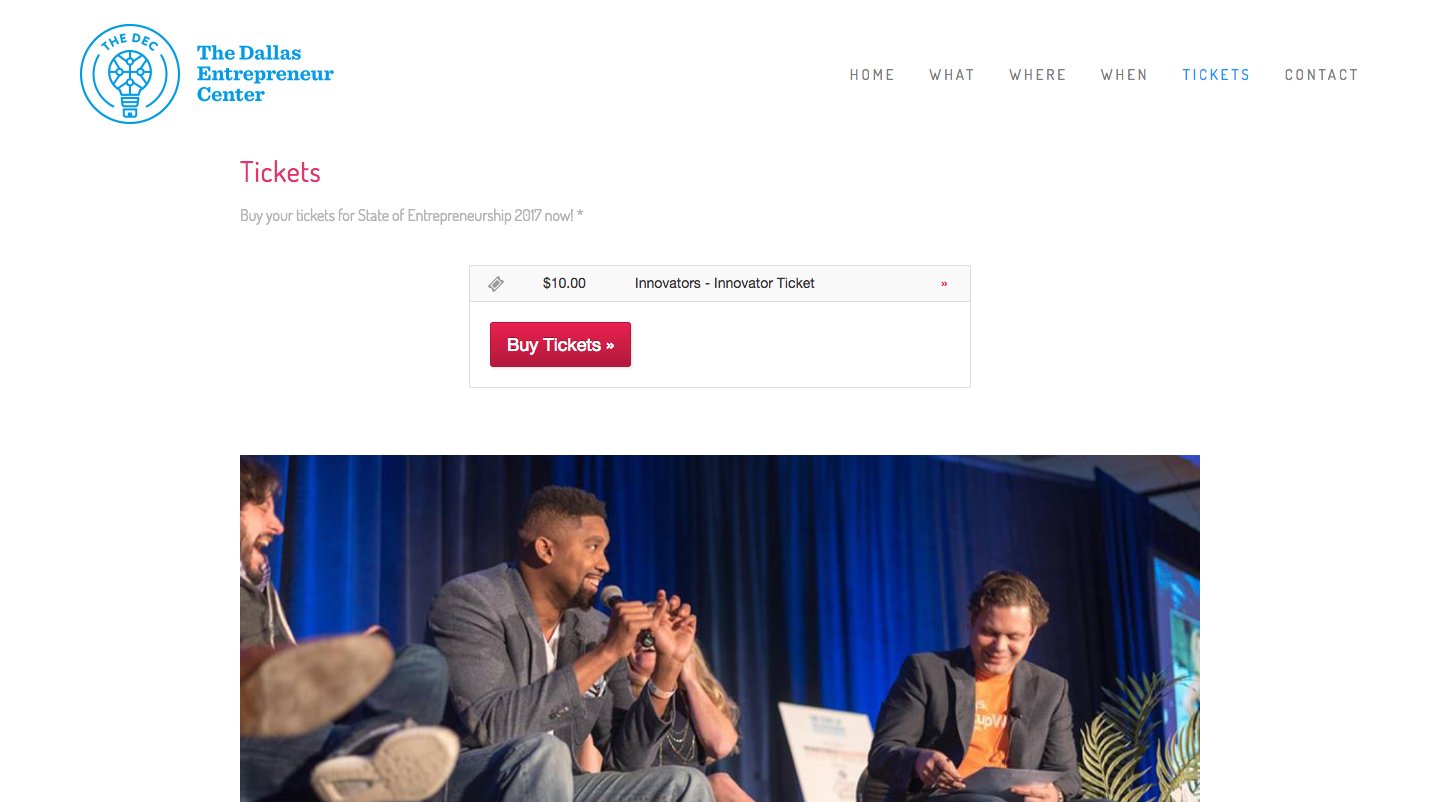 THE DEC
The Dallas
Entrepreneur
Center
HOME WHAT WHERE WHEN TICKETS CONTACT
Tickets
Buy your tickets for State of Entrepreneurship 2017 now! *
$10.00 Innovators - Innovator Ticket »
Buy Tickets »